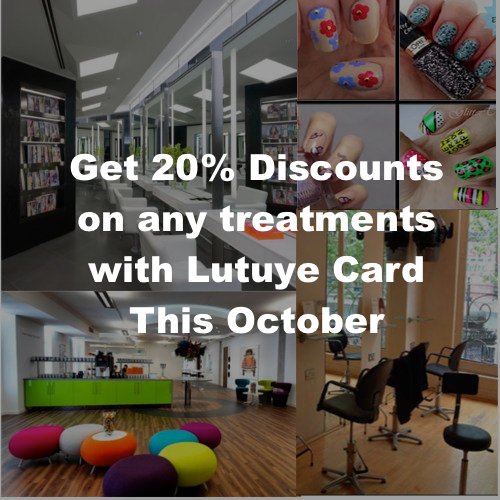 Get 20% Discounts
on any treatments
with Lutuye Card
This October